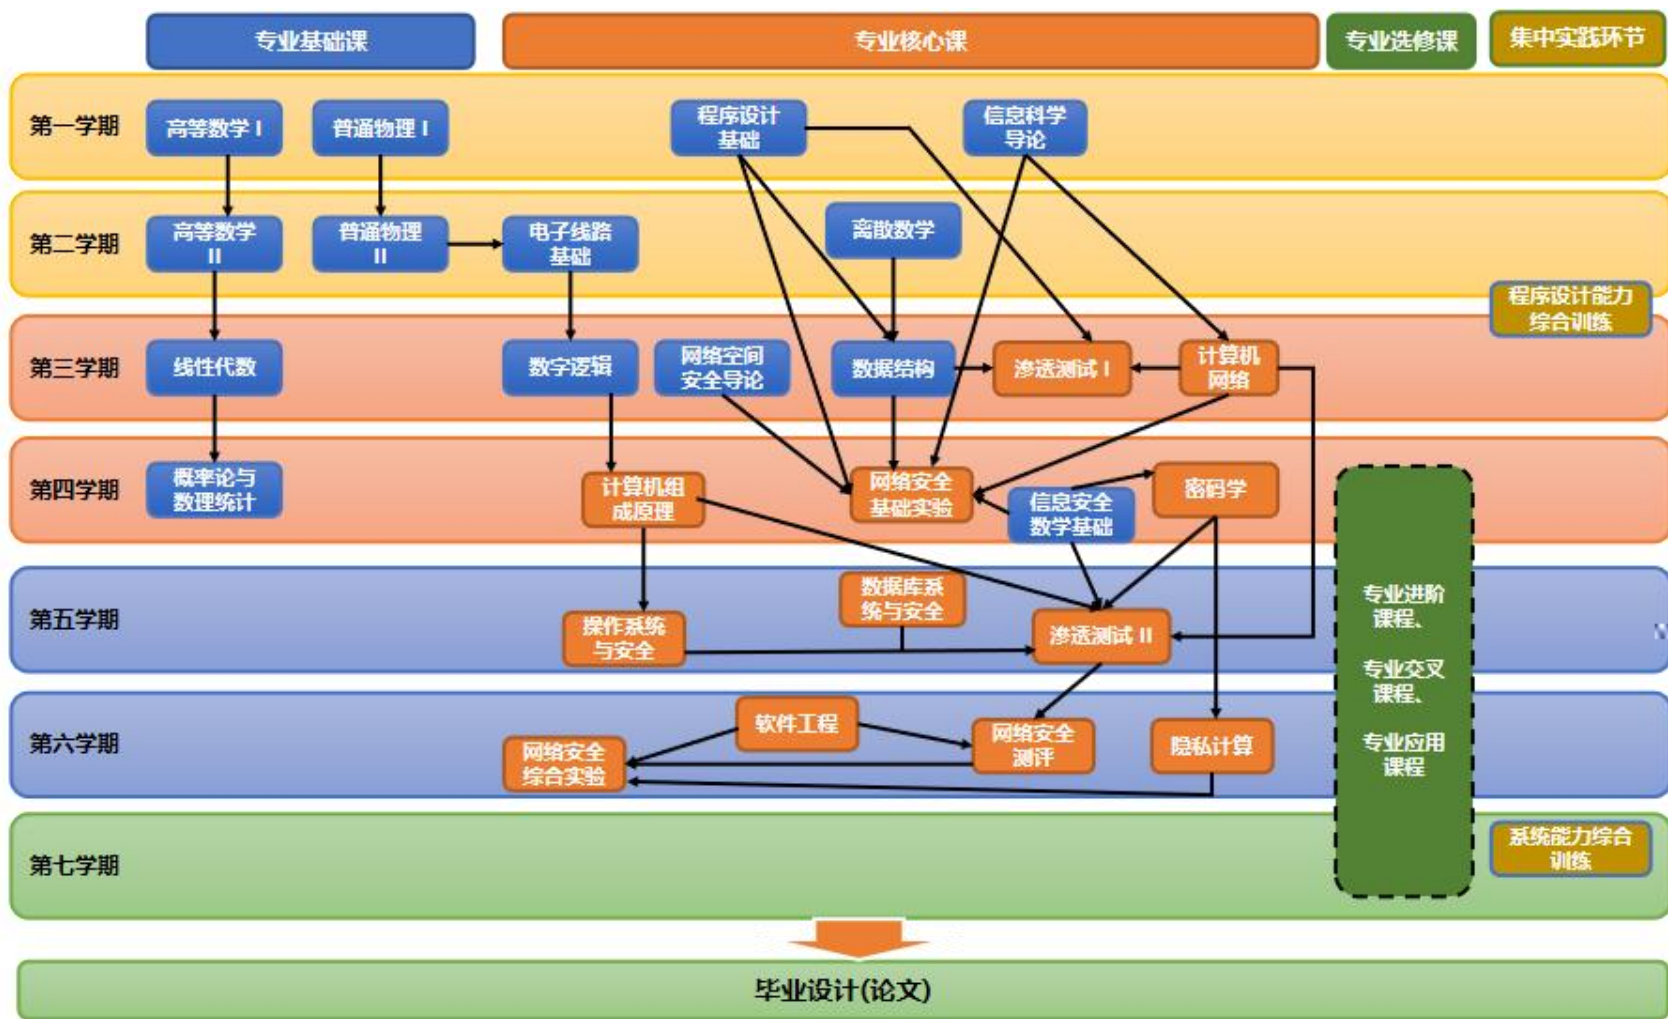 专业基础课
专业核心课
专业选修课
集中实践环节
第一学期
高等数学 I
普通物理 I
程序设计
基础
信息科学
导论
第二学期
高等数学
II
普通物理
II
电子线路
基础
离散数学
程序设计能力
综合训练
第三学期
线性代数
数字逻辑
网络空间
安全导论
数据结构
渗透测试 I
计算机
网络
第四学期
概率论与
数理统计
计算机组
成原理
网络安全
基础实验
信息安全
数学基础
密码学
第五学期
操作系统
与安全
数据库系
统与安全
渗透测试 II
专业进阶
课程、
专业交叉
课程、
专业应用
课程
第六学期
网络安全
综合实验
软件工程
网络安全
测评
隐私计算
第七学期
系统能力综合
训练
毕业设计(论文)